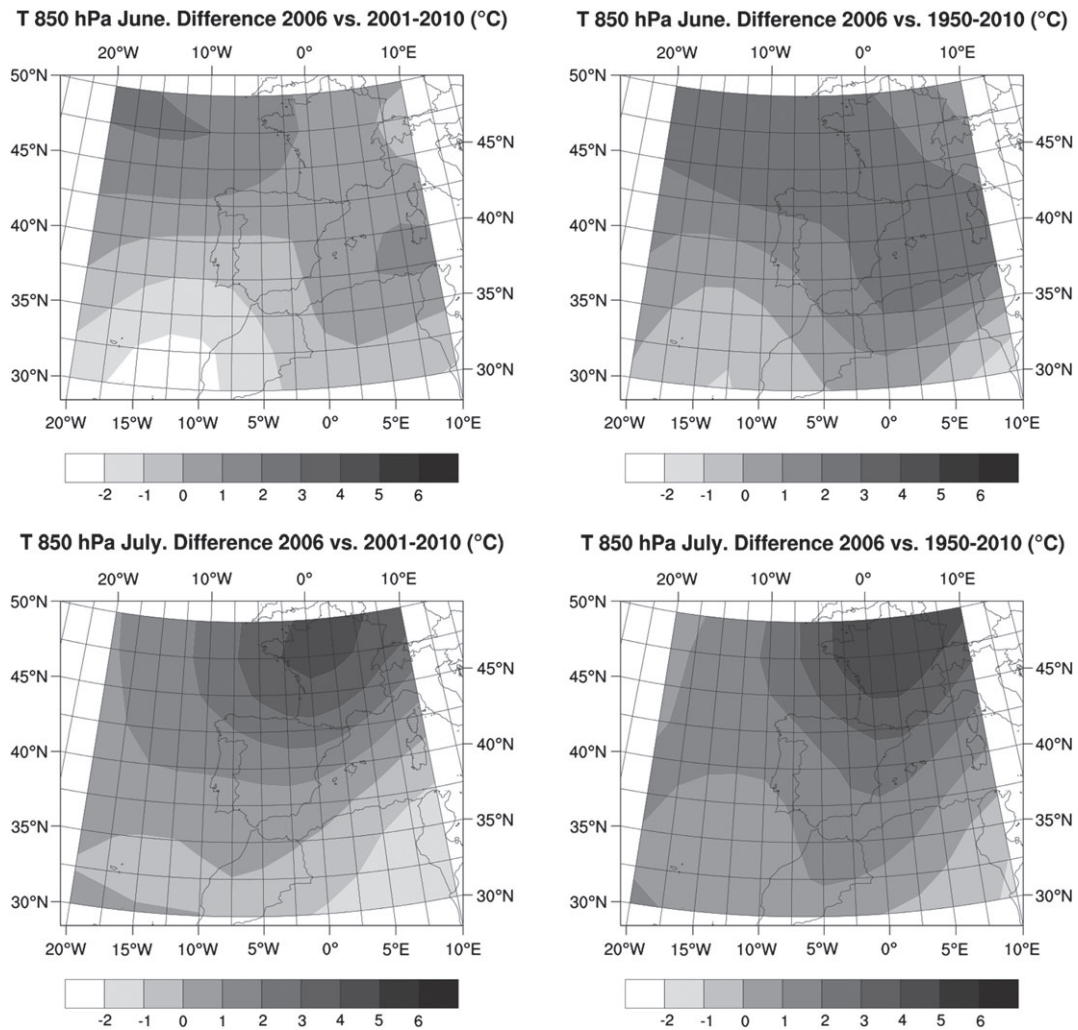 T 850 hPa June. Difference 2006 vs. 2001-2010 (°C)
20°W 10°W 0° 10°E
50°N
45°N 45°N
40°N 40°N
35°N 35°N
30°N 30°N
20°W 15°W 10°W 5°W 0° 5°E 10°E
-2 -1 0 1 2 3 4 5 6
T 850 hPa June. Difference 2006 vs. 1950-2010 (°C)
20°W 10°W 0° 10°E
50°N
45°N 45°N
40°N 40°N
35°N 35°N
30°N 30°N
20°W 15°W 10°W 5°W 0° 5°E 10°E
-2 -1 0 1 2 3 4 5 6
T 850 hPa July. Difference 2006 vs. 2001-2010 (°C)
20°W 10°W 0° 10°E
50°N
45°N 45°N
40°N 40°N
35°N 35°N
30°N 30°N
20°W 15°W 10°W 5°W 0° 5°E 10°E
-2 -1 0 1 2 3 4 5 6
T 850 hPa July. Difference 2006 vs. 1950-2010 (°C)
20°W 10°W 0° 10°E
50°N
45°N 45°N
40°N 40°N
35°N 35°N
30°N 30°N
20°W 15°W 10°W 5°W 0° 5°E 10°E
-2 -1 0 1 2 3 4 5 6